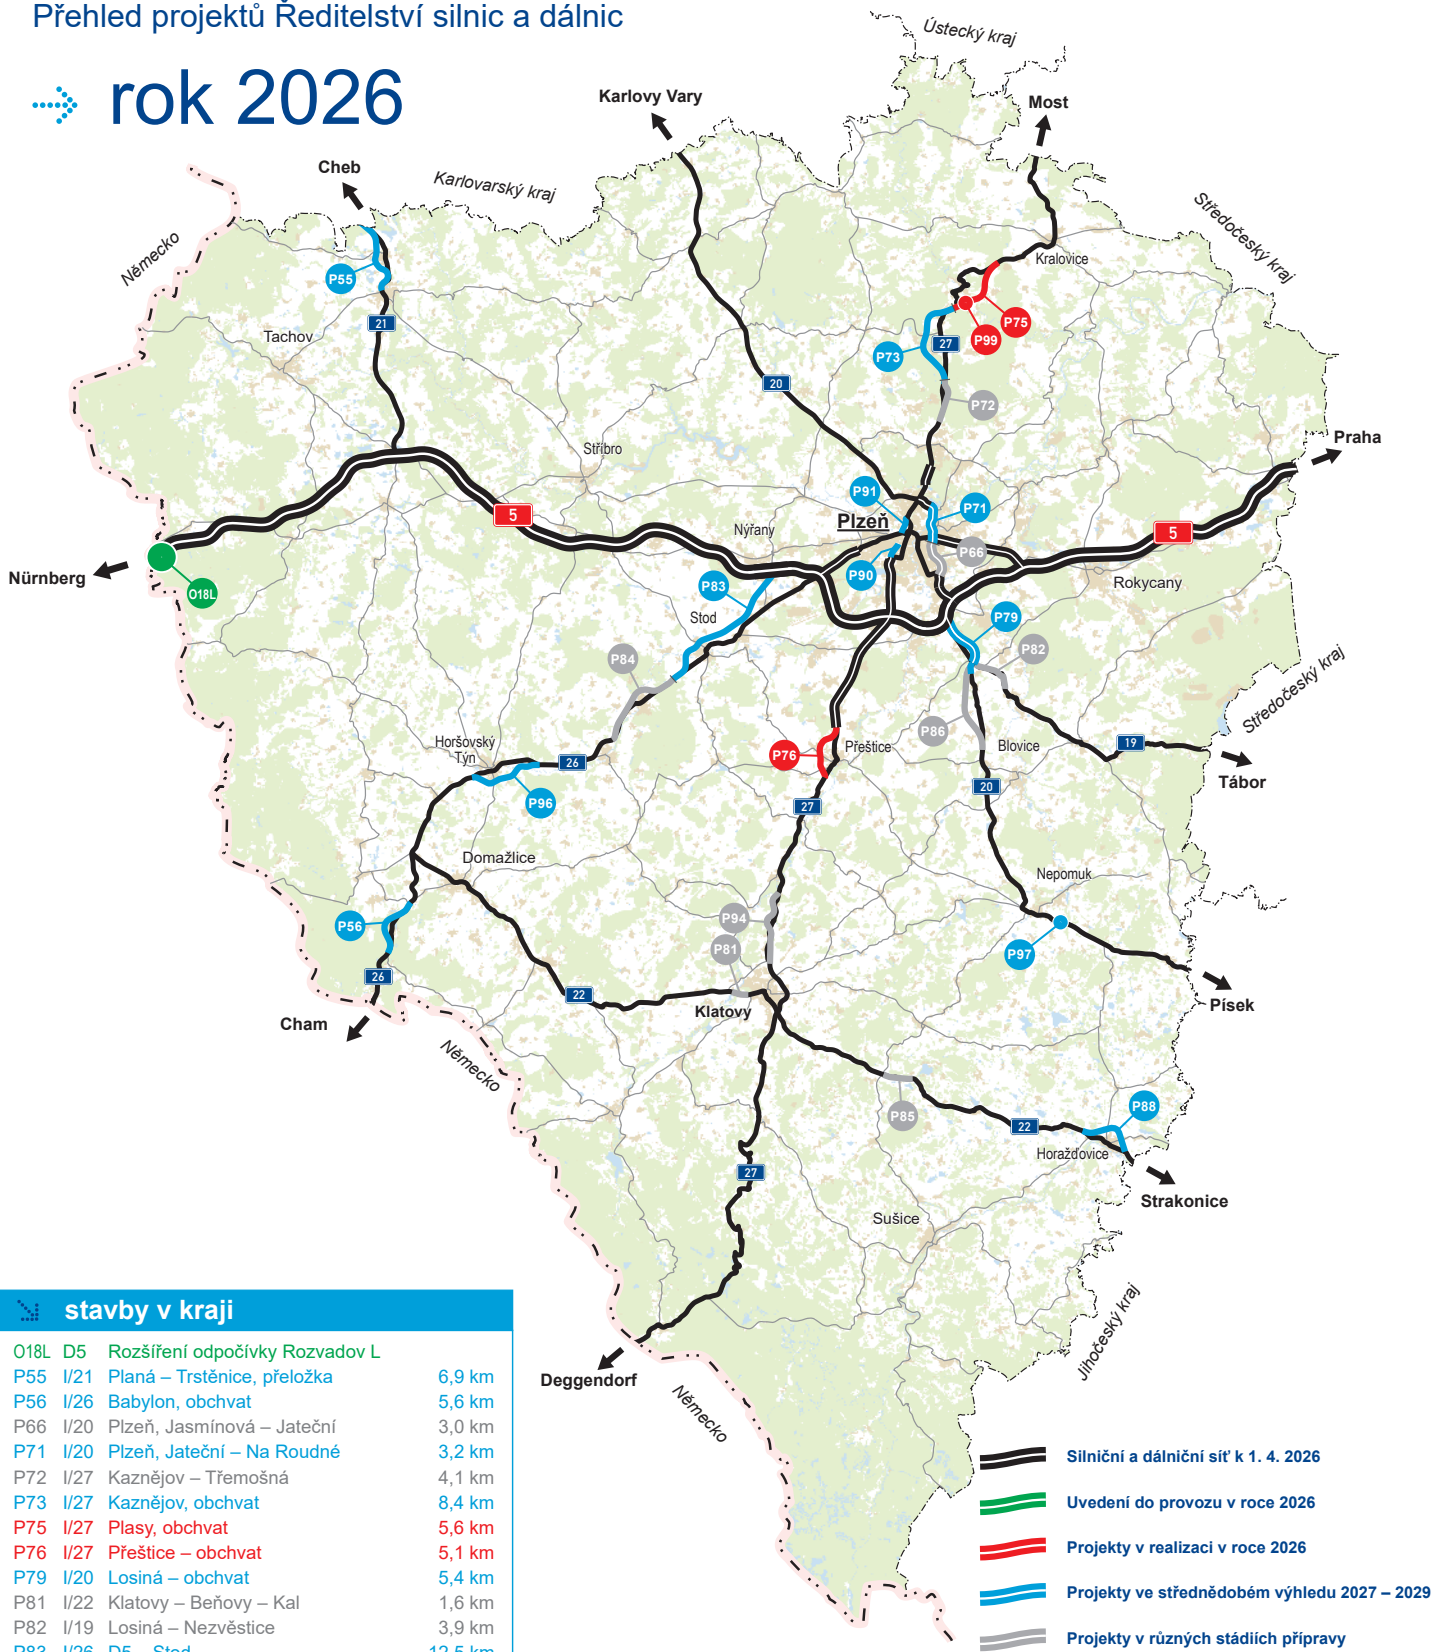 Přehled projektů Ředitelství silnic a dálnic
rok 2026
Ústecký kraj
Karlovy Vary
Most
Cheb
Karlovarský kraj
Středočeský kraj
Německo
P55
Kralovice
21
P75
P99
Tachov
27
P73
20
P72
Praha
Stříbro
P91
5
P71
Plzeň
Nýřany
5
P66
Nürnberg
P90
Rokycany
O18L
P83
Stod
P79
P82
P84
Středočeský kraj
P86
Horšovský
Týn
Přeštice
Blovice
19
P76
26
Tábor
20
P96
27
Domažlice
Nepomuk
P94
P56
P81
P97
26
22
Písek
Klatovy
Cham
Německo
P85
P88
22
Horažďovice
27
Strakonice
Sušice
Jihočeský kraj
Deggendorf
Německo
stavby v kraji
O18L D5 Rozšíření odpočívky Rozvadov L
P55 I/21 Planá – Trstěnice, přeložka 6,9 km
P56 I/26 Babylon, obchvat 5,6 km
P66 I/20 Plzeň, Jasmínová – Jateční 3,0 km
P71 I/20 Plzeň, Jateční – Na Roudné 3,2 km
P72 I/27 Kaznějov – Třemošná 4,1 km
P73 I/27 Kaznějov, obchvat 8,4 km
P75 I/27 Plasy, obchvat 5,6 km
P76 I/27 Přeštice – obchvat 5,1 km
P79 I/20 Losiná – obchvat 5,4 km
P81 I/22 Klatovy – Beňovy – Kal 1,6 km
P82 I/19 Losiná – Nezvěstice 3,9 km
P83 I/26 D5 – Stod 12,5 km
Silniční a dálniční síť k 1. 4. 2026
Uvedení do provozu v roce 2026
Projekty v realizaci v roce 2026
Projekty ve střednědobém výhledu 2027 – 2029
Projekty v různých stádiích přípravy